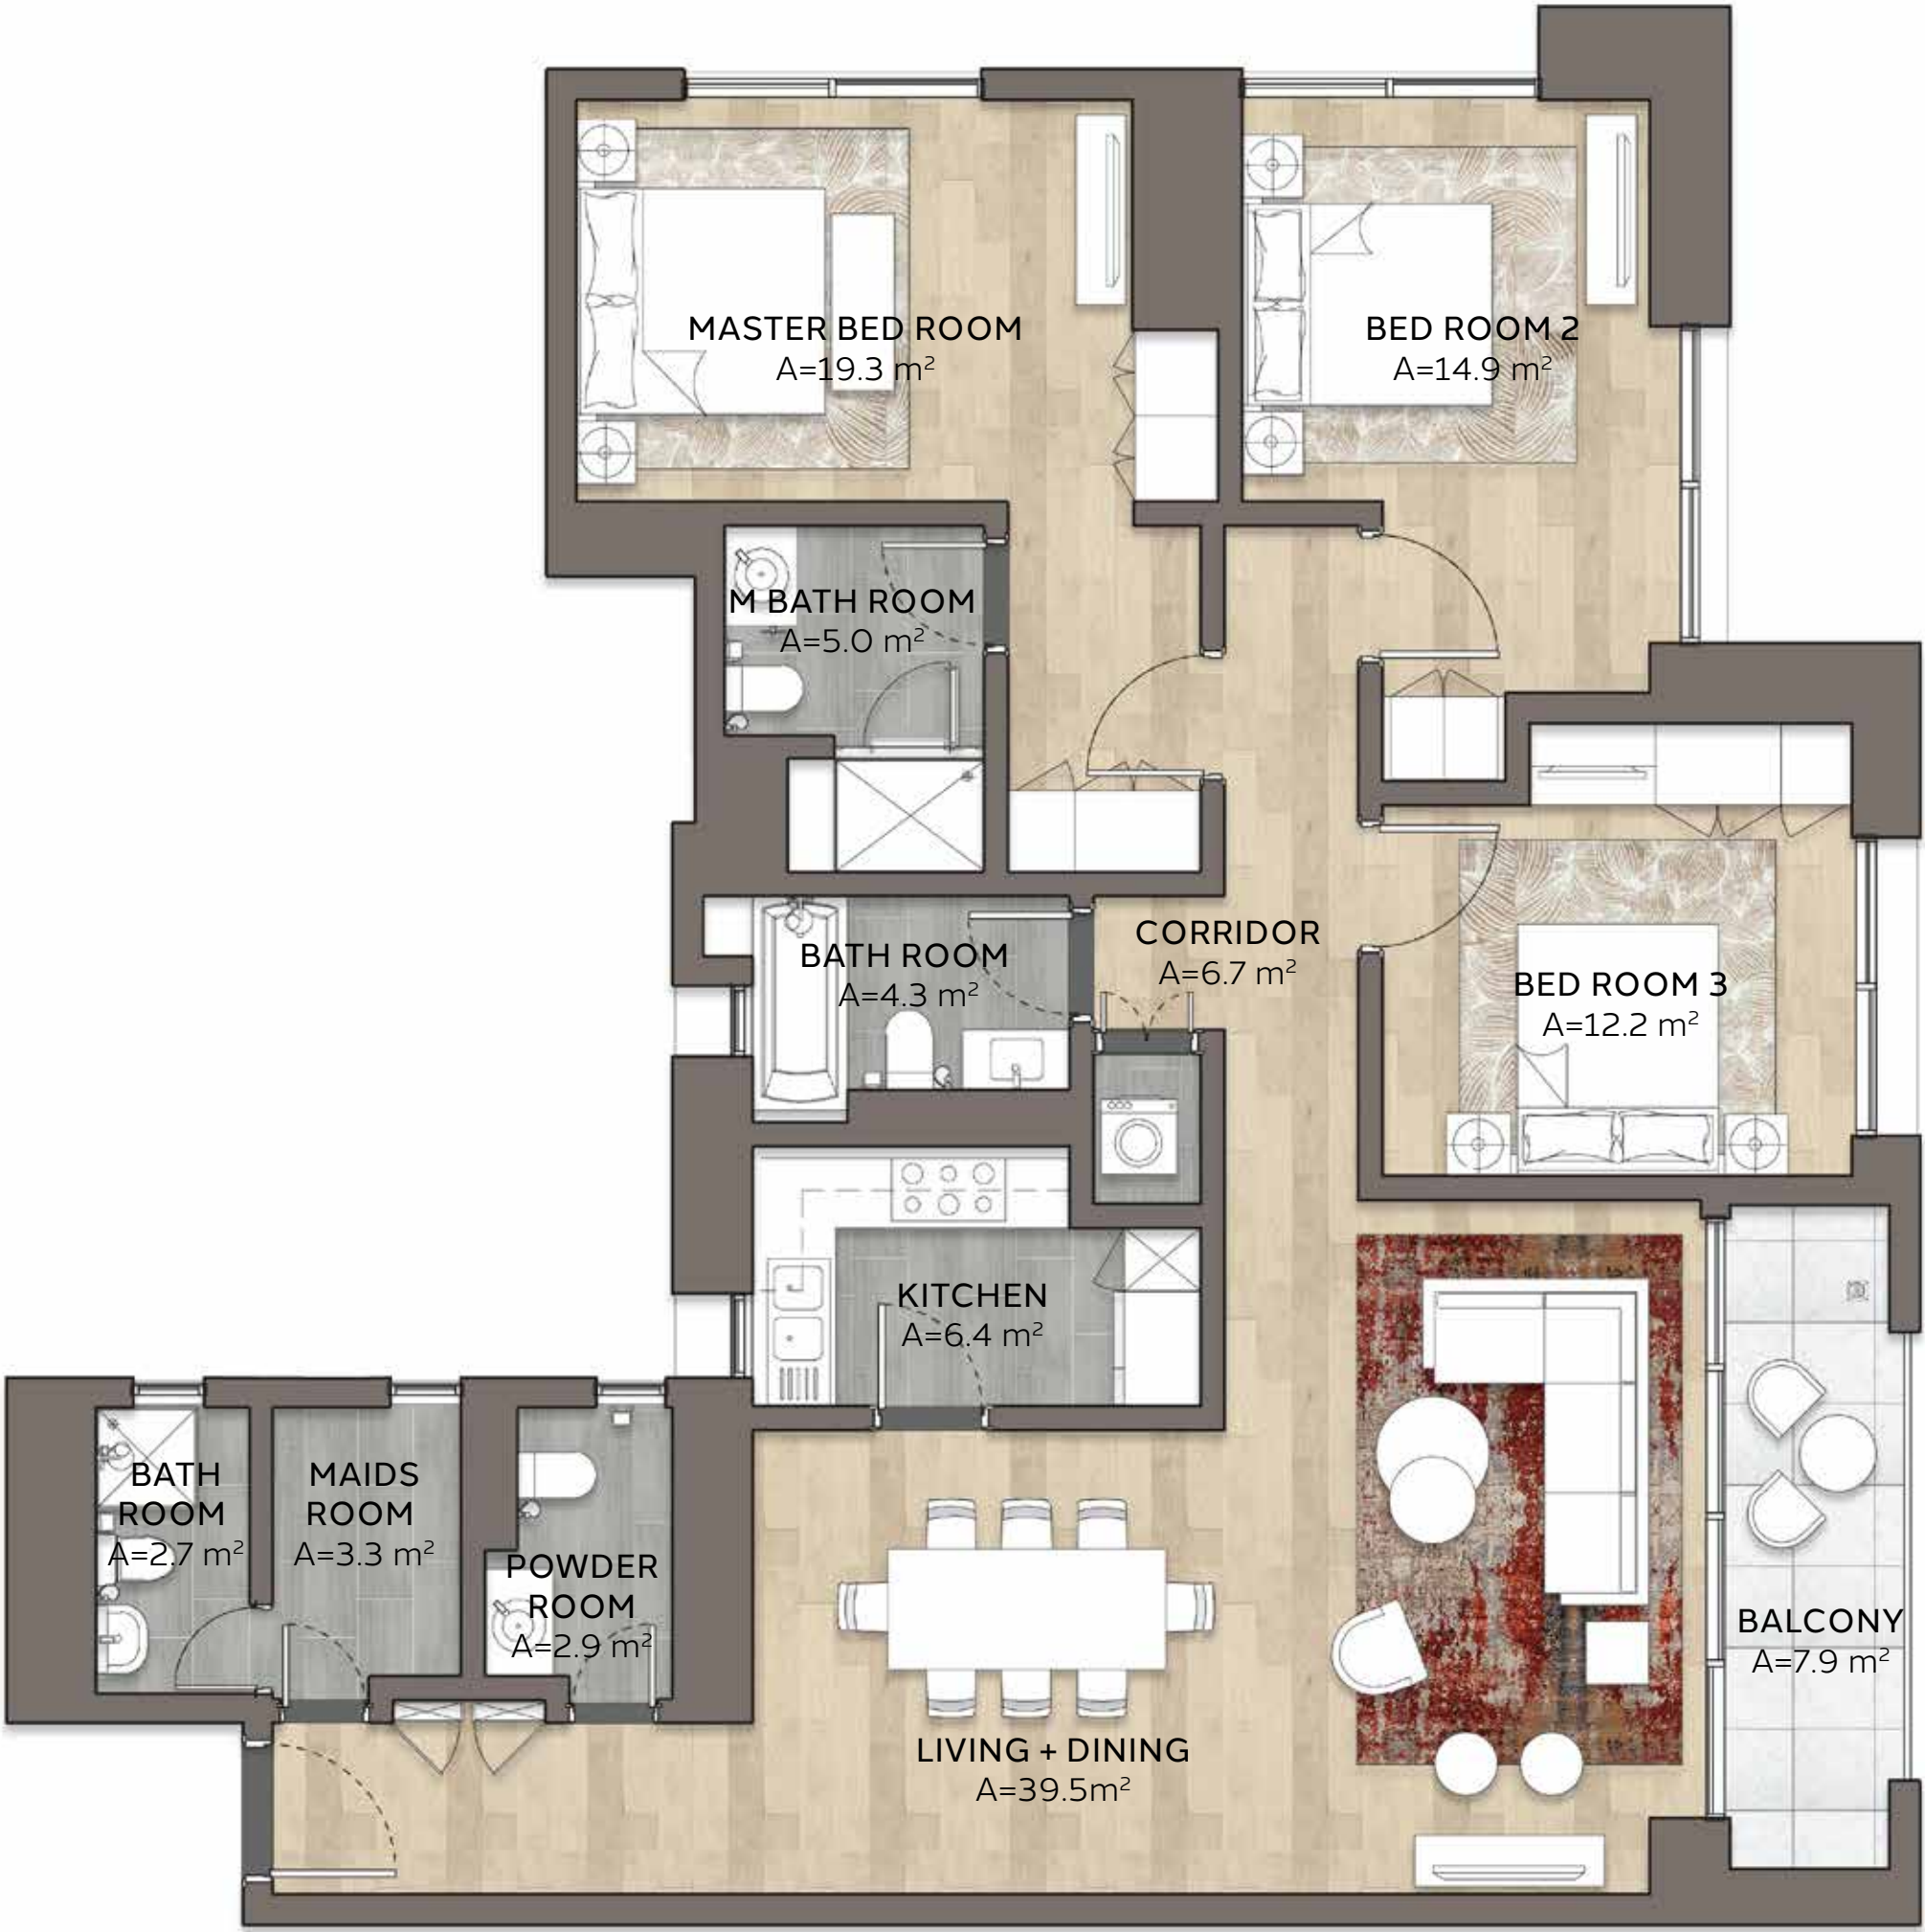 MASTER BED ROOM
A=19.3 m²
BED ROOM 2
A=14.9 m²
M BATH ROOM
A=5.0 m²
BATH ROOM
A=4.3 m²
CORRIDOR
A=6.7 m²
BED ROOM 3
A=12.2 m²
KITCHEN
A=6.4 m²
BATH
ROOM
A=2.7 m²
MAIDS
ROOM
A=3.3 m²
POWDER
ROOM
A=2.9 m²
LIVING + DINING
A=39.5m²
BALCONY
A=7.9 m²